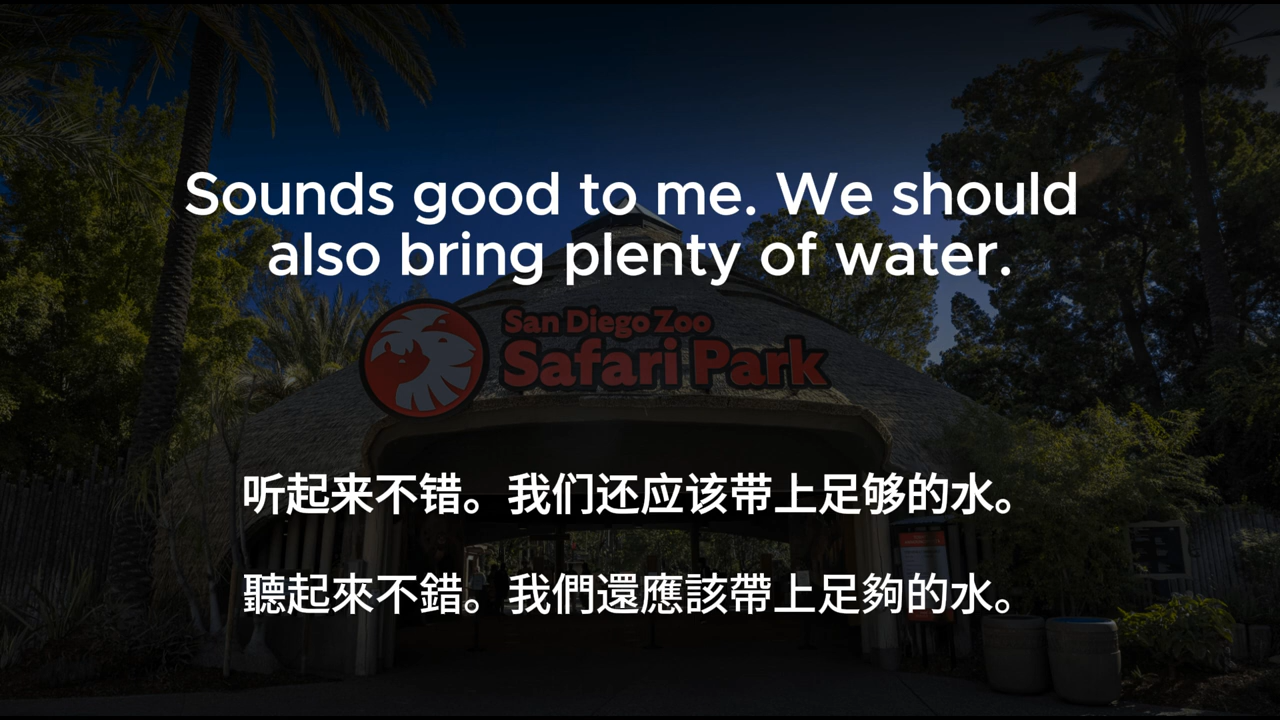 Sounds good to me. We should
also bring plenty of water.
San Diego Zoo
Safari Park
听起来不错。我们还应该带上足够的水。
聽起來不錯。我們還應該帶上足夠的水。